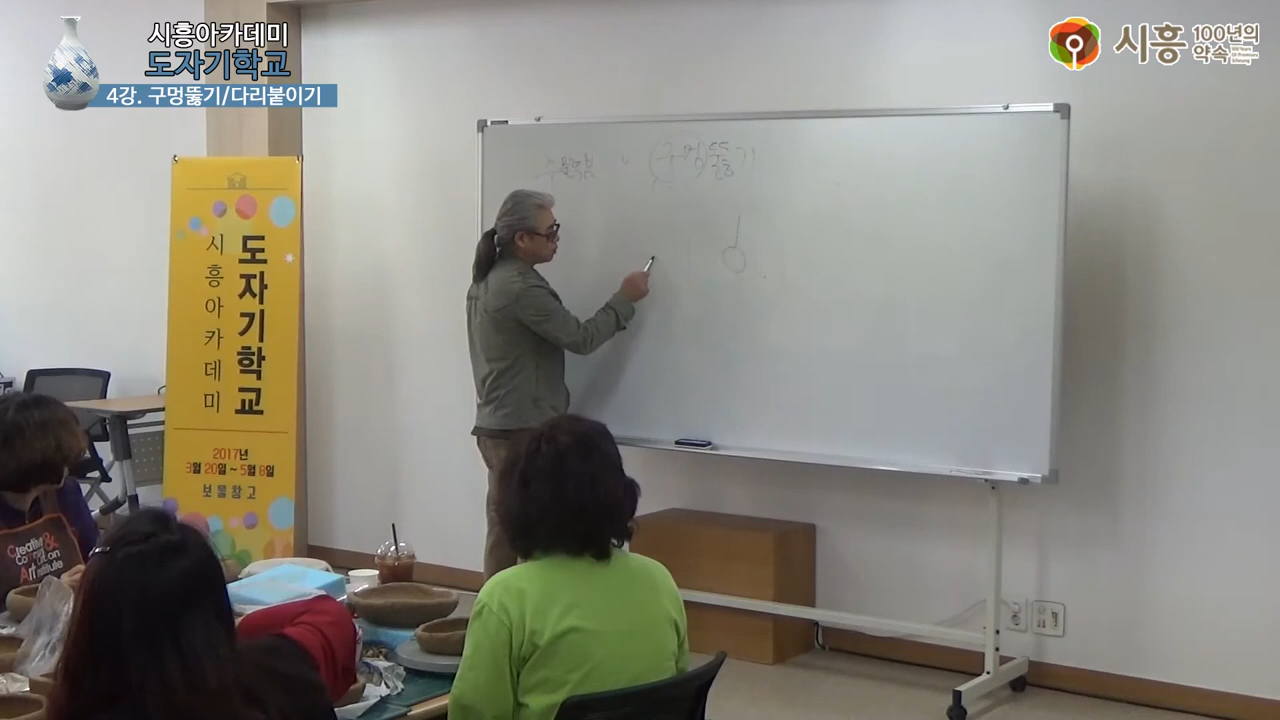 시흥아카데미
도자기학교
4강. 구멍뚫기/다리붙이기
시흥 100년의
약속
도자기학교
시흥아카데미
2017년
3월 20일 ~ 5월 8일
보물창고
구멍뚫기
Creative
Art